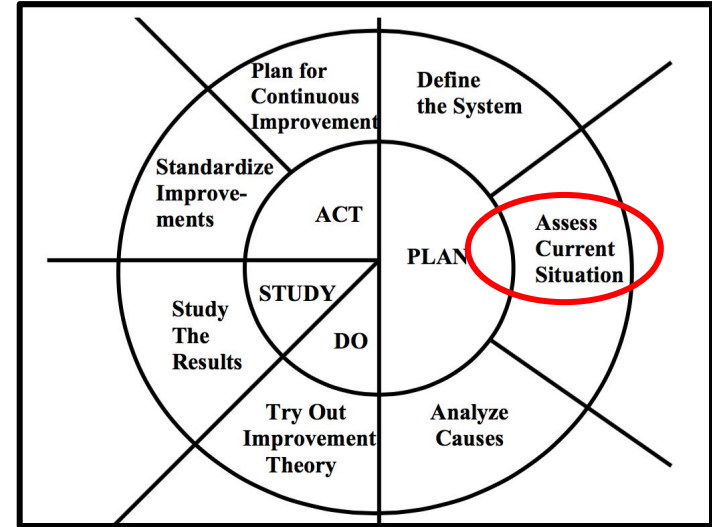 Plan for
Continuous
Improvement
Define
the System
Standardize
Improve-
ments
ACT
Assess
Current
Situation
PLAN
STUDY
Study
The
Results
DO
Try Out
Improvement
Theory
Analyze
Causes